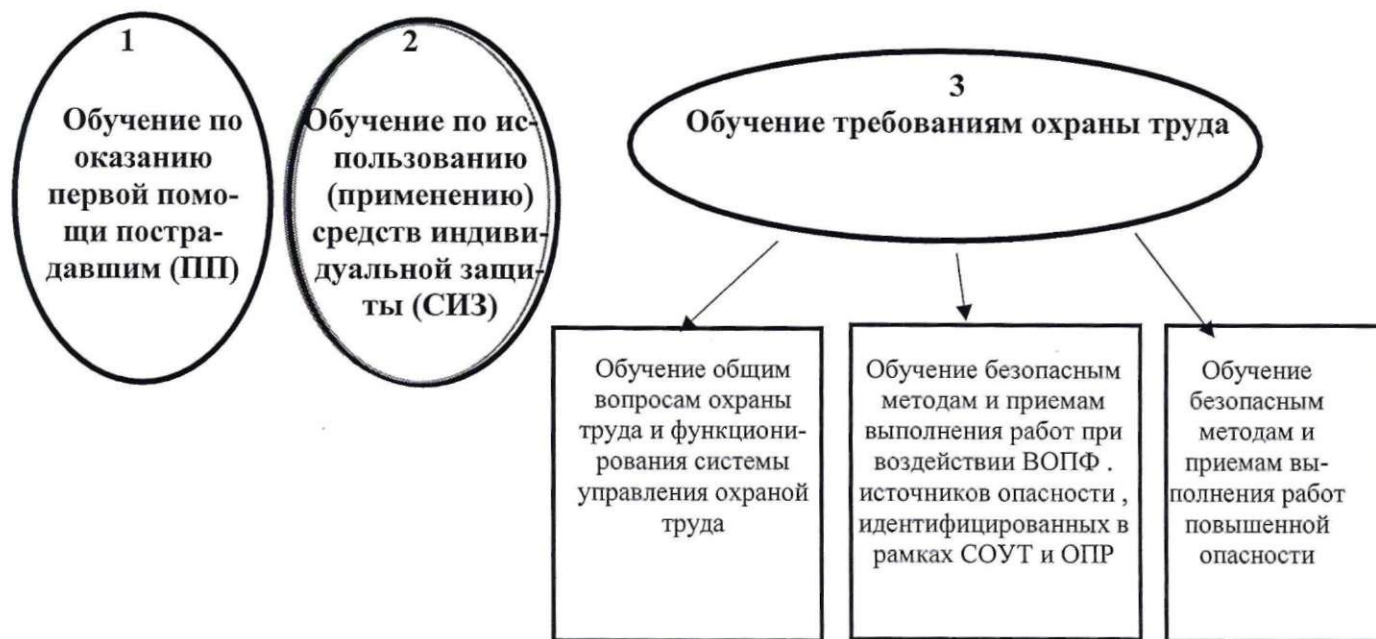 1
Обучение по
оказанию
первой помо-
щи постра-
давшим (ПП)
2
Обучение по ис-
пользованию
(применению)
средств индиви-
дуальной защи-
ты (СИЗ)
3
Обучение требованиям охраны труда
Обучение общим
вопросам охраны
труда и функциони-
рования системы
управления охраной
труда
Обучение безопасным
методам и приемам
выполнения работ при
воздействии ВОПФ .
источников опасности ,
идентифицированных в
рамках СОУТ и ОПР
Обучение
безопасным
методам и
приемам вы-
полнения работ
повышенной
опасности